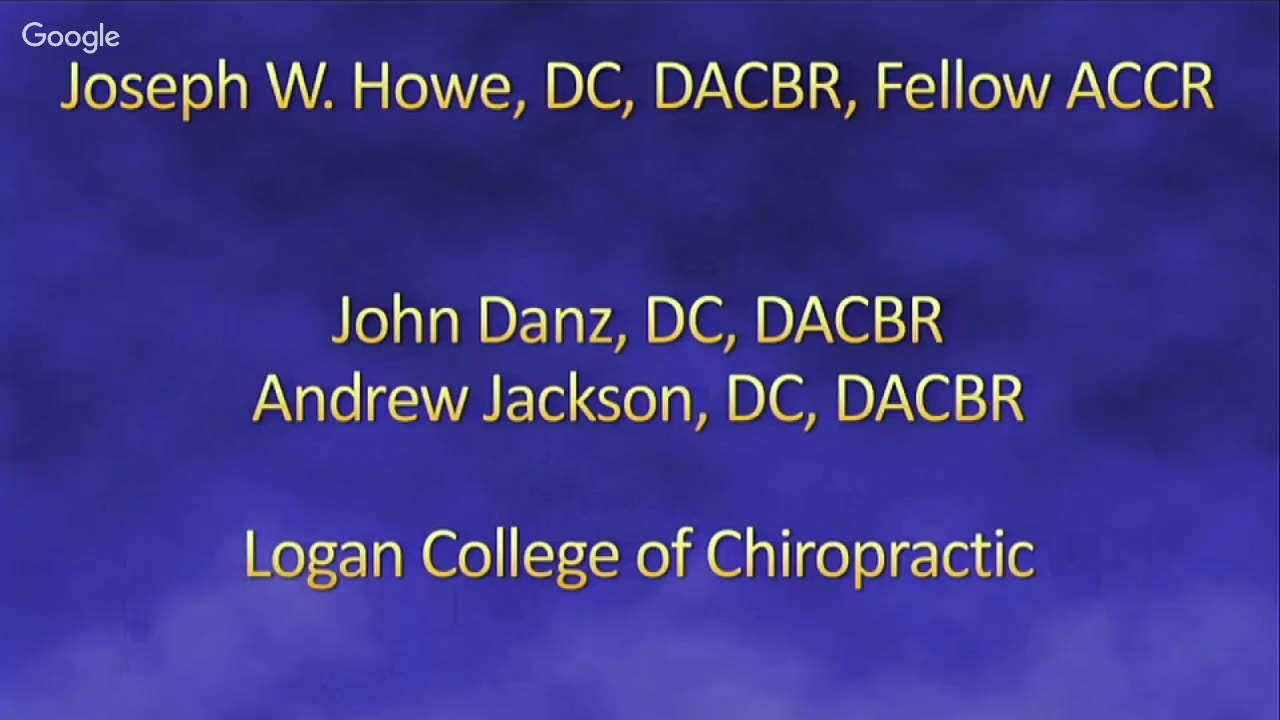 Google
Joseph W. Howe, DC, DACBR, Fellow ACCR
John Danz, DC, DACBR
Andrew Jackson, DC, DACBR
Logan College of Chiropractic